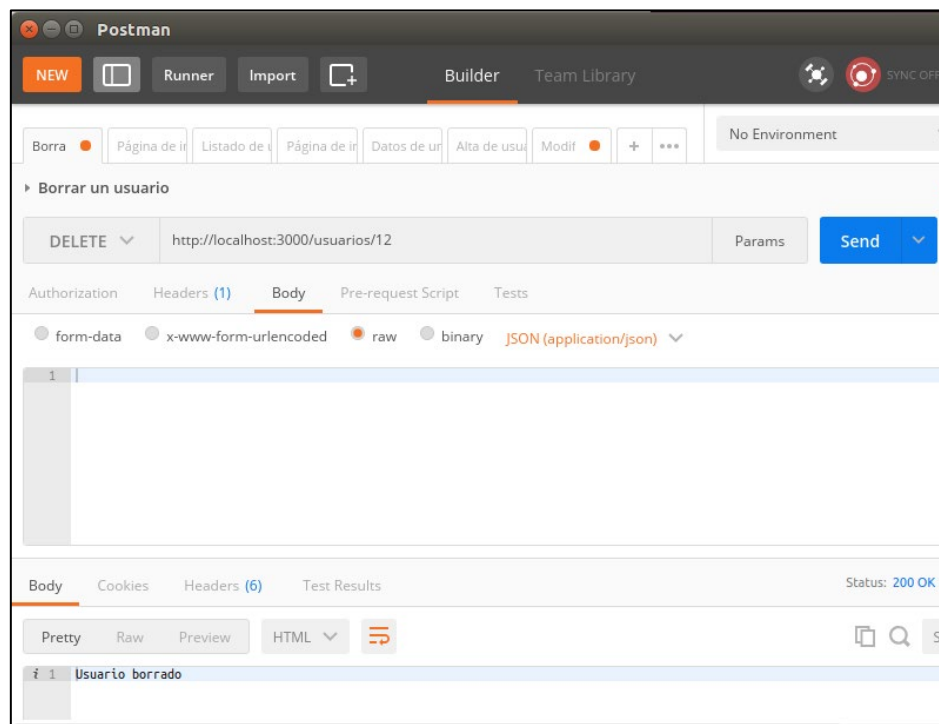 Postman
NEW Runner Import Builder Team Library SYNC OFF
Borra Página de ir Listado de u Página de ir Datos de ur Alta de usua Modif + No Environment
Borrar un usuario
DELETE http://localhost:3000/usuarios/12 Params Send
Authorization Headers (1) Body Pre-request Script Tests
form-data x-www-form-urlencoded raw binary JSON (application/json)
1
Body Cookies Headers (6) Test Results Status: 200 OK
Pretty Raw Preview HTML S
i 1 Usuario borrado